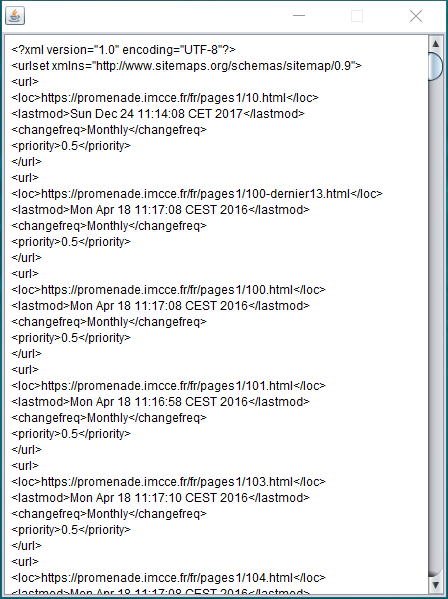 <?xml version="1.0" encoding="UTF-8"?>
<urlset xmlns="http://www.sitemaps.org/schemas/sitemap/0.9">
<url>
<loc>https://promenade.imcce.fr/fr/pages1/10.html</loc>
<lastmod>Sun Dec 24 11:14:08 CET 2017</lastmod>
<changefreq>Monthly</changefreq>
<priority>0.5</priority>
</url>
<url>
<loc>https://promenade.imcce.fr/fr/pages1/100-dernier13.html</loc>
<lastmod>Mon Apr 18 11:17:08 CEST 2016</lastmod>
<changefreq>Monthly</changefreq>
<priority>0.5</priority>
</url>
<url>
<loc>https://promenade.imcce.fr/fr/pages1/100.html</loc>
<lastmod>Mon Apr 18 11:17:08 CEST 2016</lastmod>
<changefreq>Monthly</changefreq>
<priority>0.5</priority>
</url>
<url>
<loc>https://promenade.imcce.fr/fr/pages1/101.html</loc>
<lastmod>Mon Apr 18 11:16:58 CEST 2016</lastmod>
<changefreq>Monthly</changefreq>
<priority>0.5</priority>
</url>
<url>
<loc>https://promenade.imcce.fr/fr/pages1/103.html</loc>
<lastmod>Mon Apr 18 11:17:10 CEST 2016</lastmod>
<changefreq>Monthly</changefreq>
<priority>0.5</priority>
</url>
<url>
<loc>https://promenade.imcce.fr/fr/pages1/104.html</loc>
<lastmod>Mon Apr 18 11:17:08 CEST 2016</lastmod>